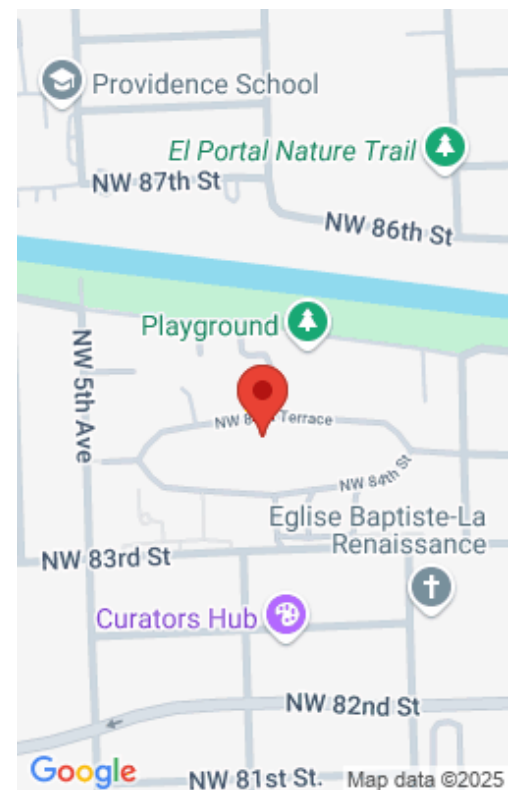 Providence School
El Portal Nature Trail
NW 87th St
NW 86th St
Playground
NW 5th Ave
NW 8 Terrace
NW 84th St
Eglise Baptiste-La
Renaissance
NW 83rd St
Curators Hub
NW 82nd St
Google
NW 81st St.
Map data ©2025